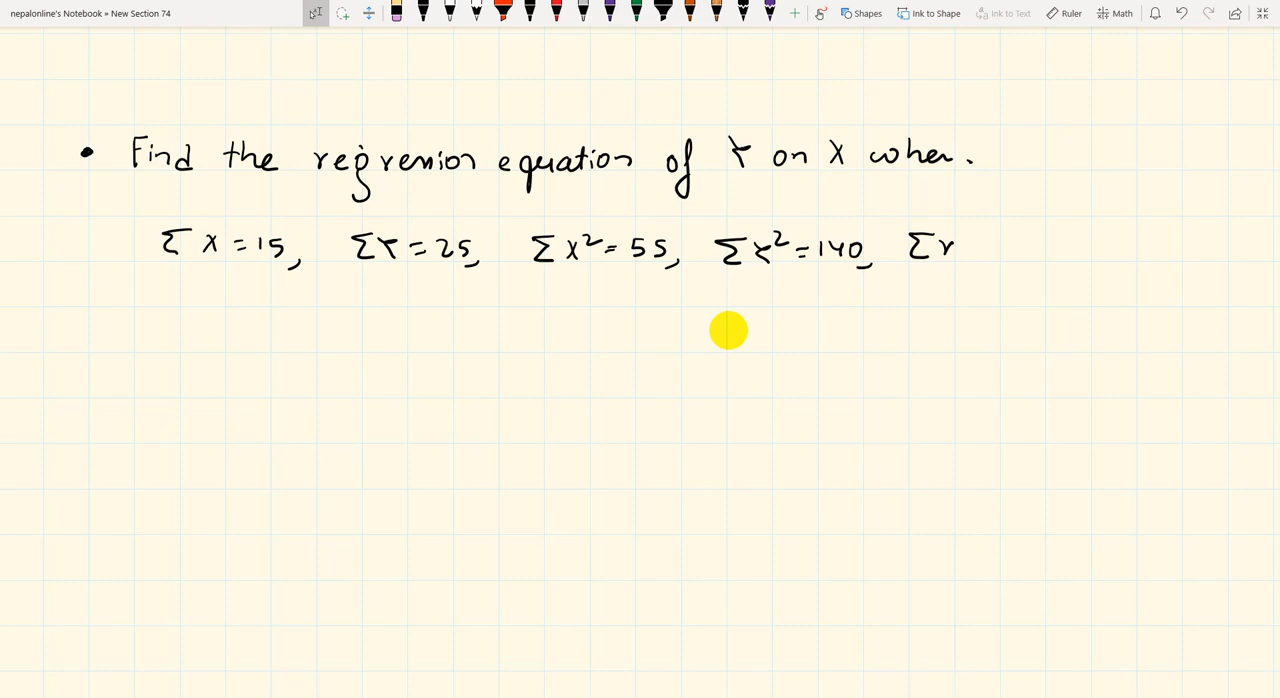 nepalonline's Notebook » New Section 74
Shapes Ink to Shape Ink to Text Ruler Math
• Find the regression equation of Y on X when.
Σ X = 15, ΣY = 25, Σ X² = 55, Σ Y² = 140, Σ